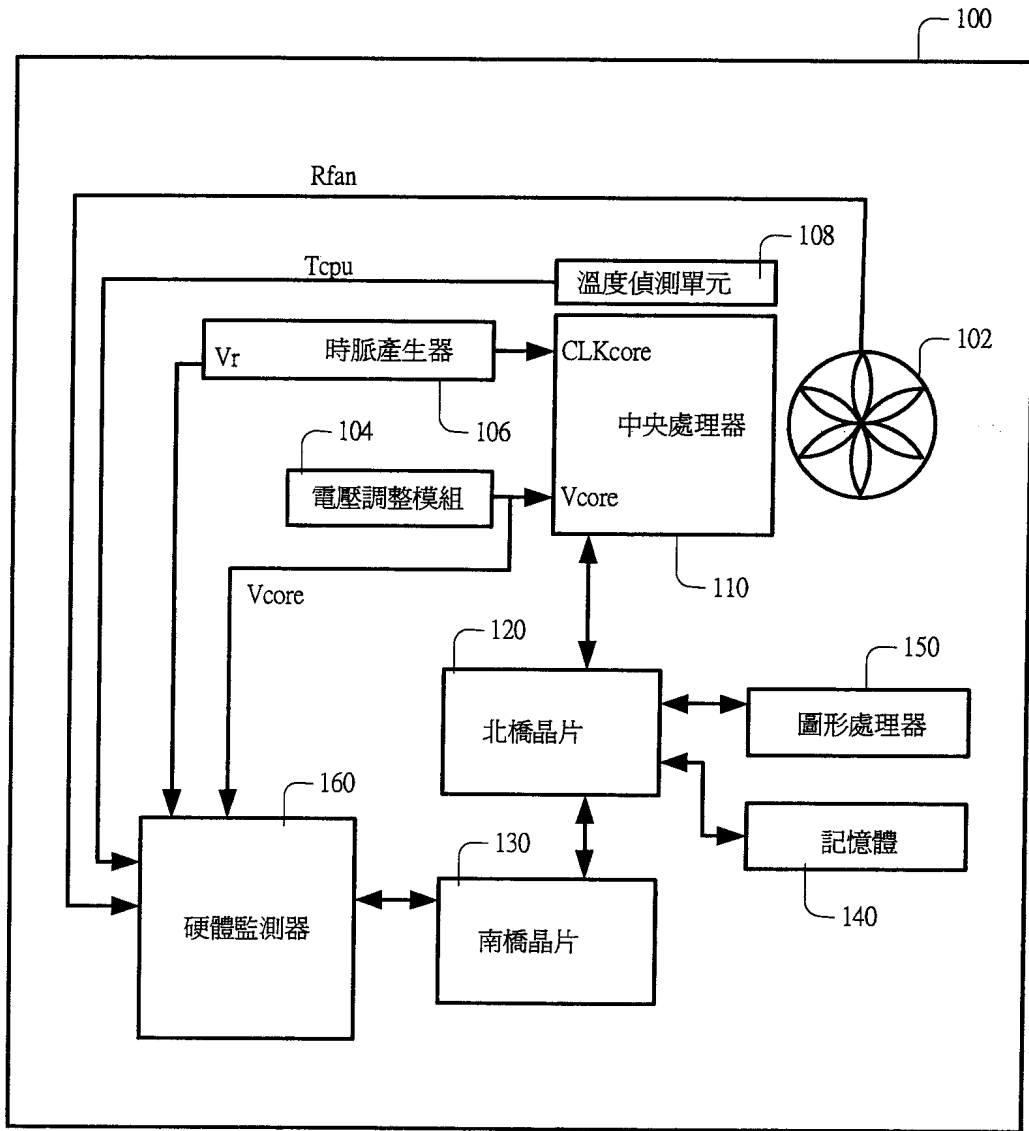 100
Rfan
108
Tcpu
溫度偵測單元
102
Vr
時脈產生器
CLKcore
106
中央處理器
104
電壓調整模組
Vcore
Vcore
110
120
150
北橋晶片
圖形處理器
160
130
記憶體
140
硬體監測器
南橋晶片